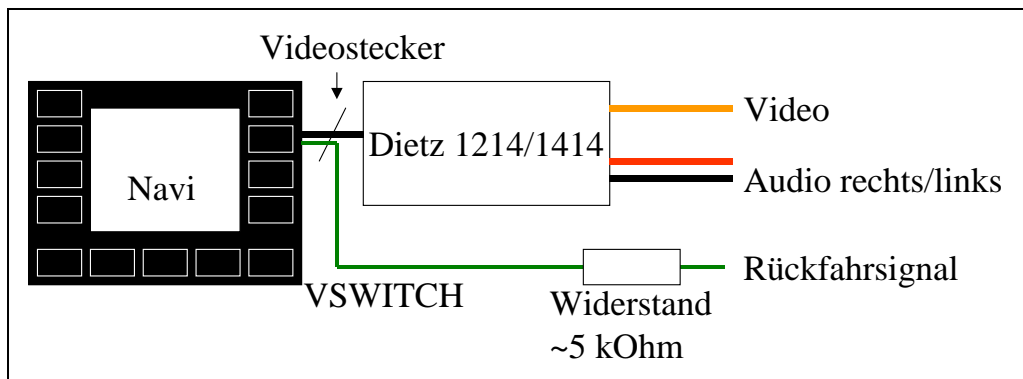 Videostecker
Navi
Dietz 1214/1414
Video
Audio rechts/links
VSWITCH
Widerstand
~5 kOhm
Rückfahrsignal